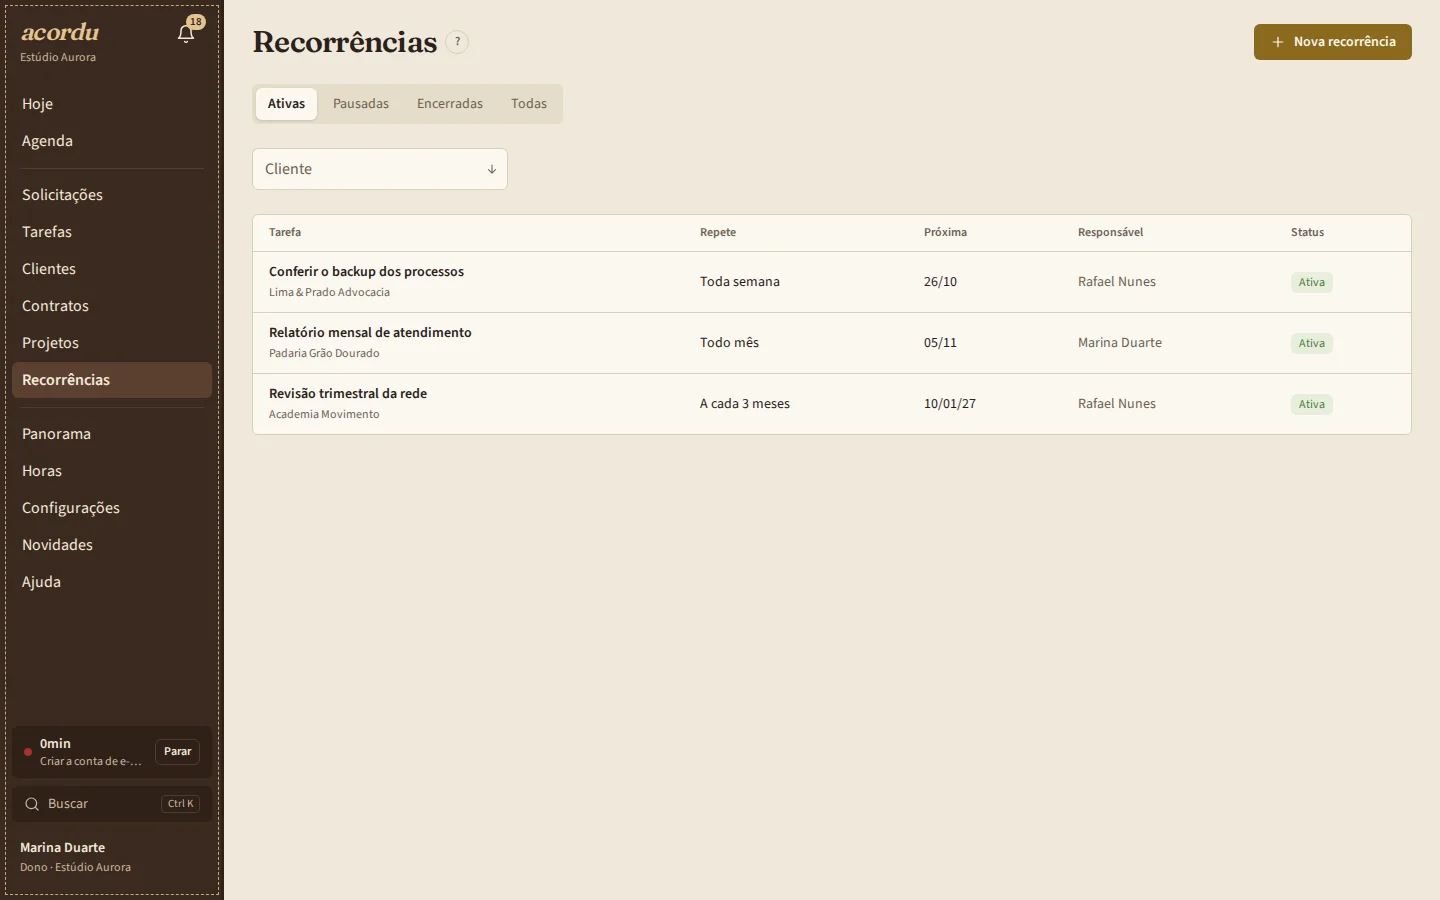 acordu
18
Estúdio Aurora
Hoje
Agenda
Solicitações
Tarefas
Clientes
Contratos
Projetos
Recorrências
Panorama
Horas
Configurações
Novidades
Ajuda
0min
Criar a conta de e-...
Parar
Buscar
Ctrl K
Marina Duarte
Dono · Estúdio Aurora
Recorrências ?
Nova recorrência
Ativas Pausadas Encerradas Todas
Cliente
Tarefa Repete Próxima Responsável Status
Conferir o backup dos processos
Lima & Prado Advocacia
Toda semana 26/10 Rafael Nunes Ativa
Relatório mensal de atendimento
Padaria Grão Dourado
Todo mês 05/11 Marina Duarte Ativa
Revisão trimestral da rede
Academia Movimento
A cada 3 meses 10/01/27 Rafael Nunes Ativa